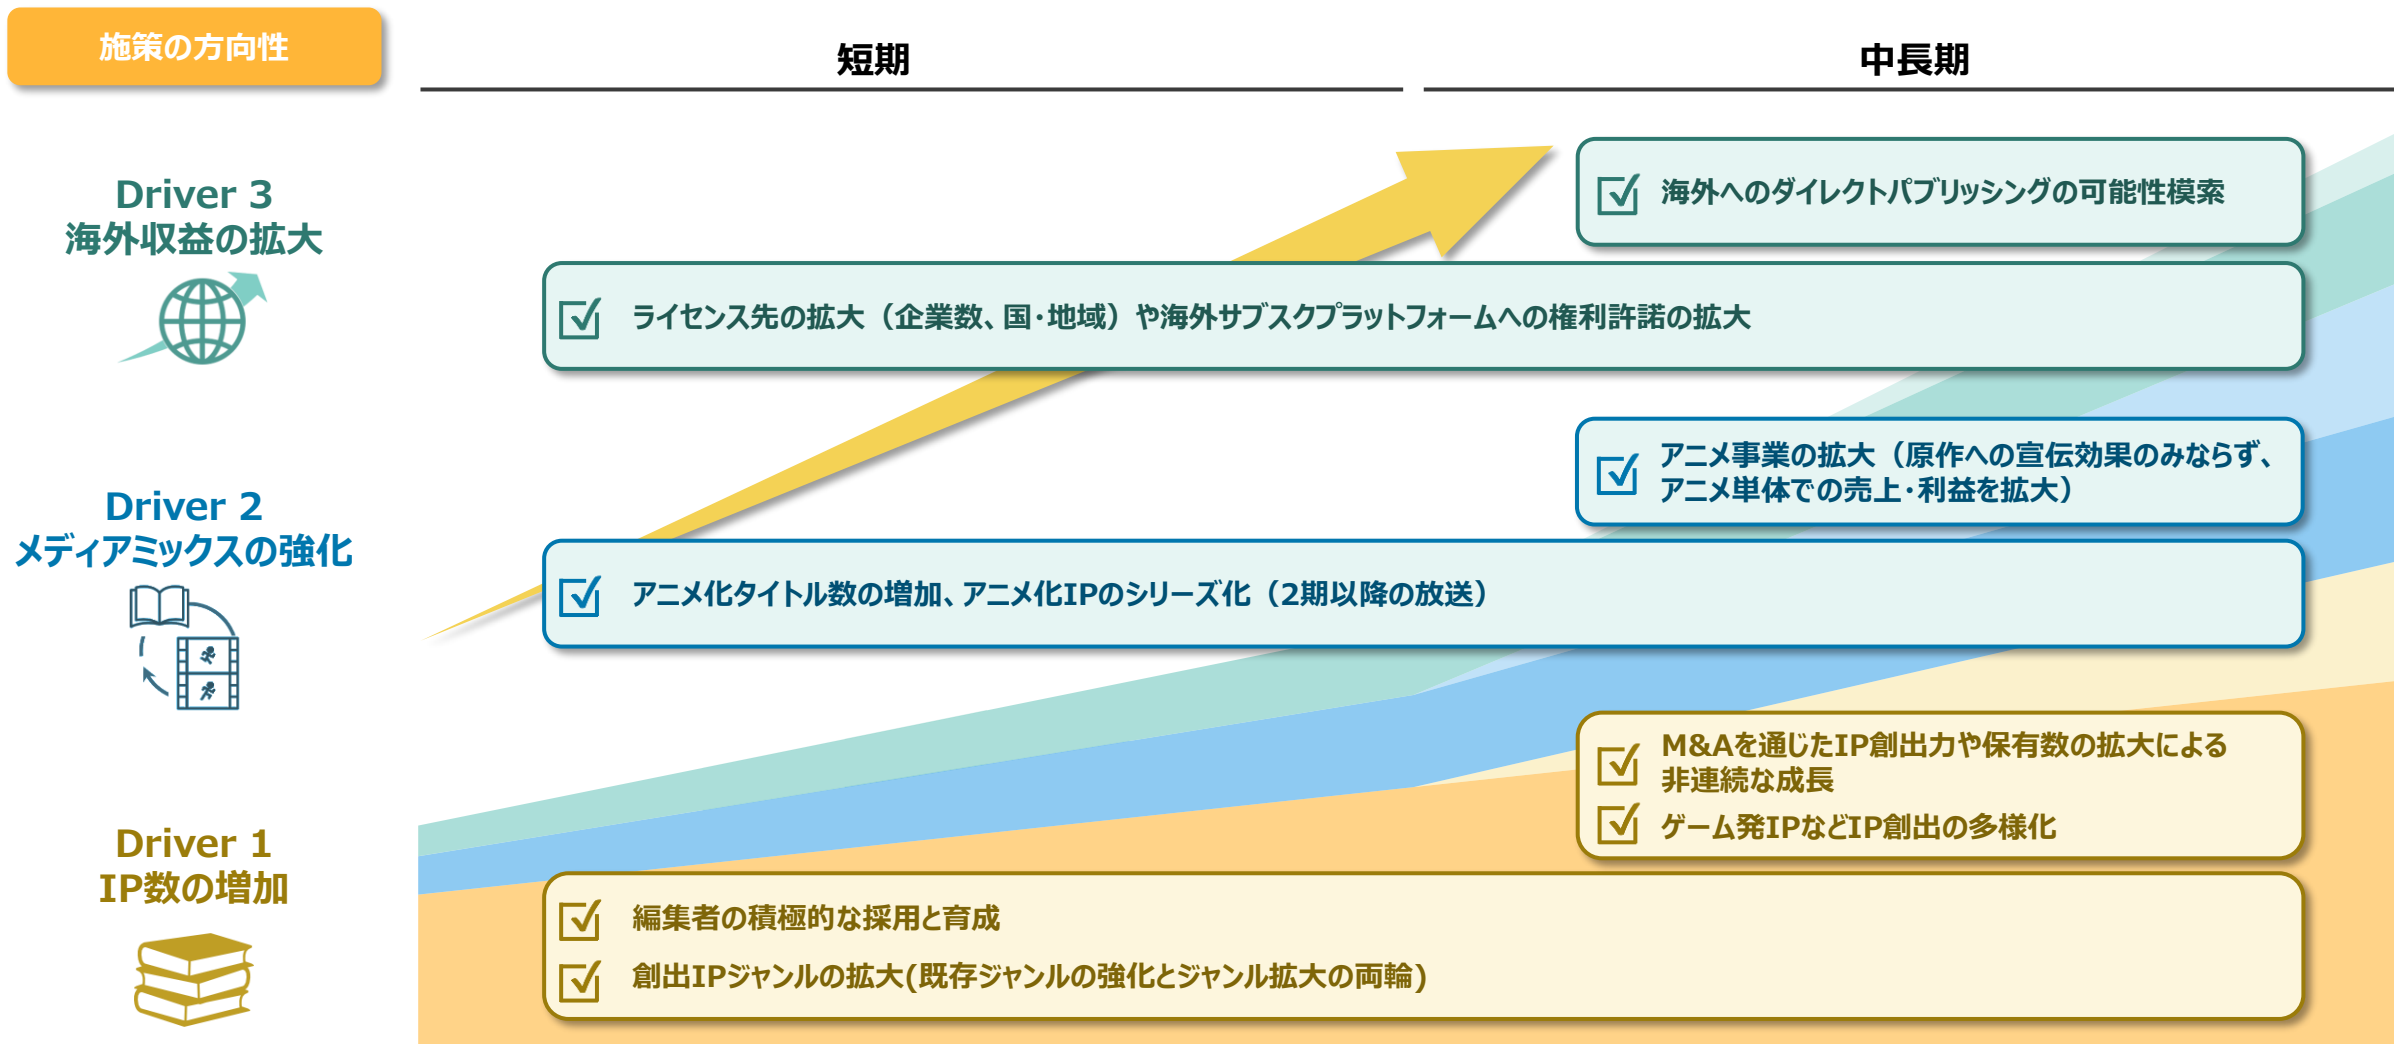 施策の方向性
短期
中長期
Driver 3
海外収益の拡大
海外へのダイレクトパブリッシングの可能性模索
ライセンス先の拡大（企業数、国・地域）や海外サブスクプラットフォームへの権利許諾の拡大
Driver 2
メディアミックスの強化
アニメ事業の拡大（原作への宣伝効果のみならず、
アニメ単体での売上・利益を拡大）
アニメ化タイトル数の増加、アニメ化IPのシリーズ化（2期以降の放送）
Driver 1
IP数の増加
M&Aを通じたIP創出力や保有数の拡大による
非連続な成長
ゲーム発IPなどIP創出の多様化
編集者の積極的な採用と育成
創出IPジャンルの拡大(既存ジャンルの強化とジャンル拡大の両輪)